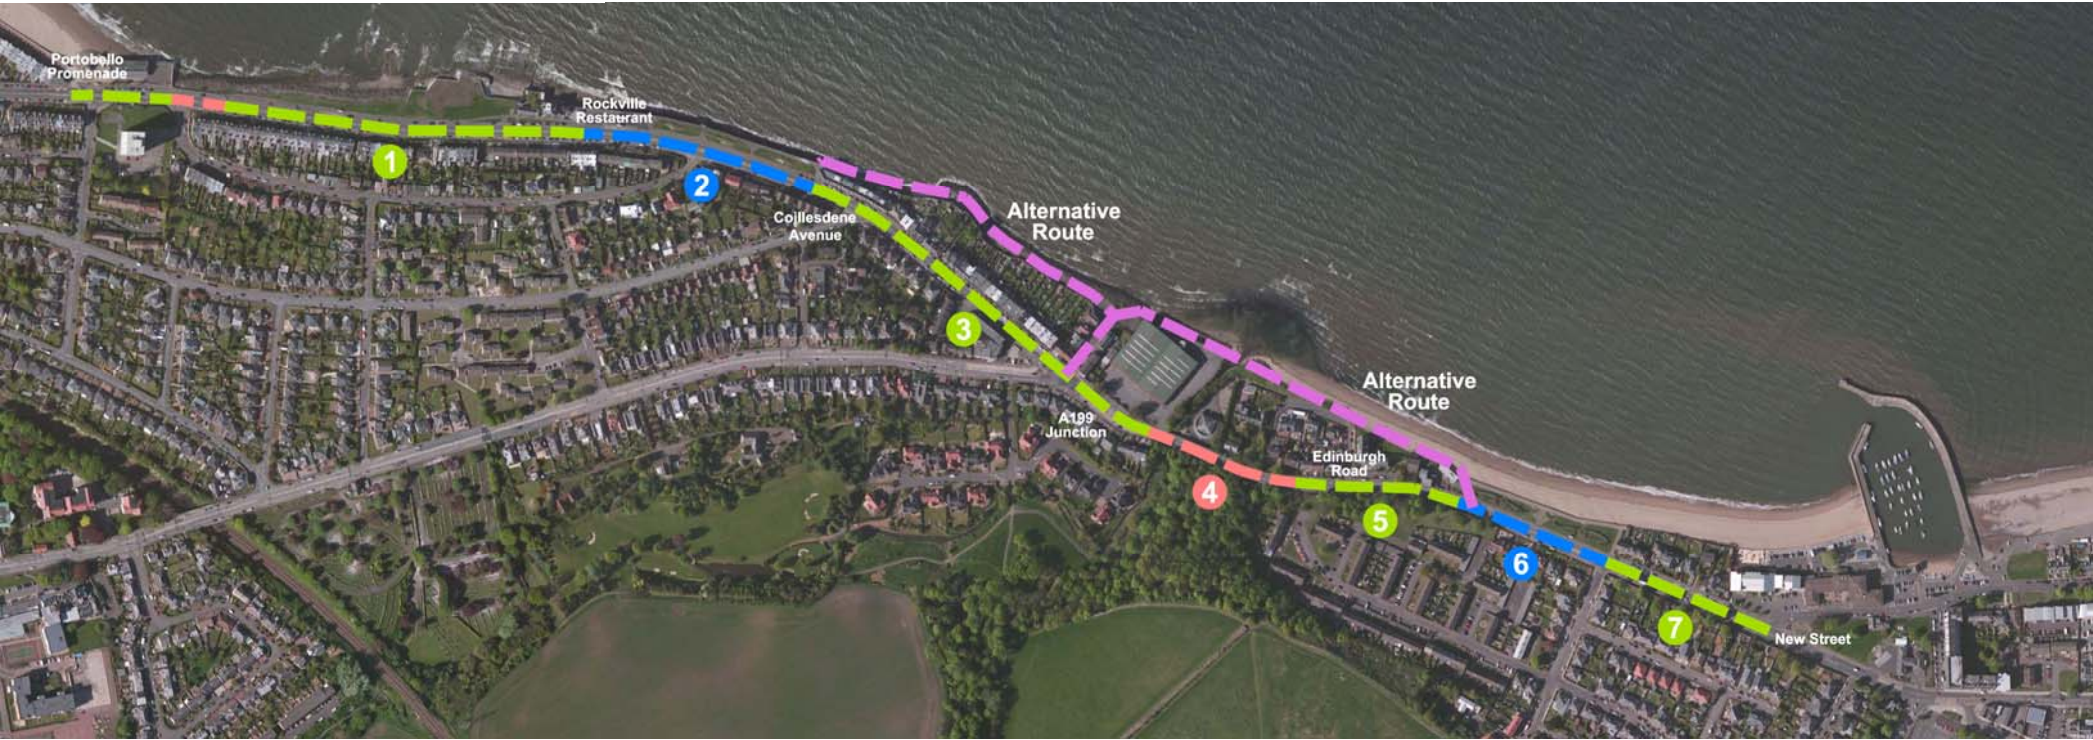 Portobello
Promenade
Rockville
Restaurant
1
2
Coillesdene
Avenue
Alternative
Route
3
Alternative
Route
A199
Junction
Edinburgh
Road
4
5
6
7
New Street